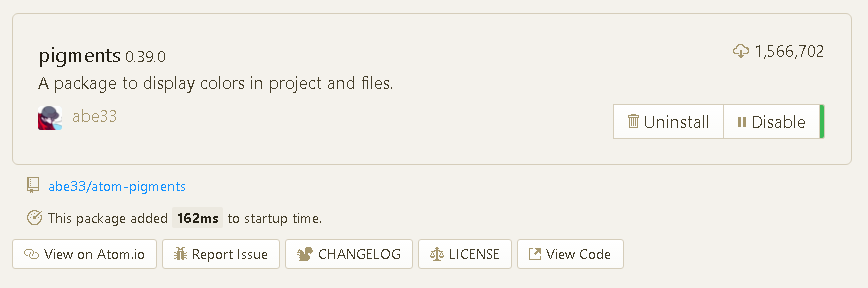 pigments 0.39.0
1,566,702
A package to display colors in project and files.
abe33
Uninstall
Disable
abe33/atom-pigments
This package added 162ms to startup time.
View on Atom.io
Report Issue
CHANGELOG
LICENSE
View Code